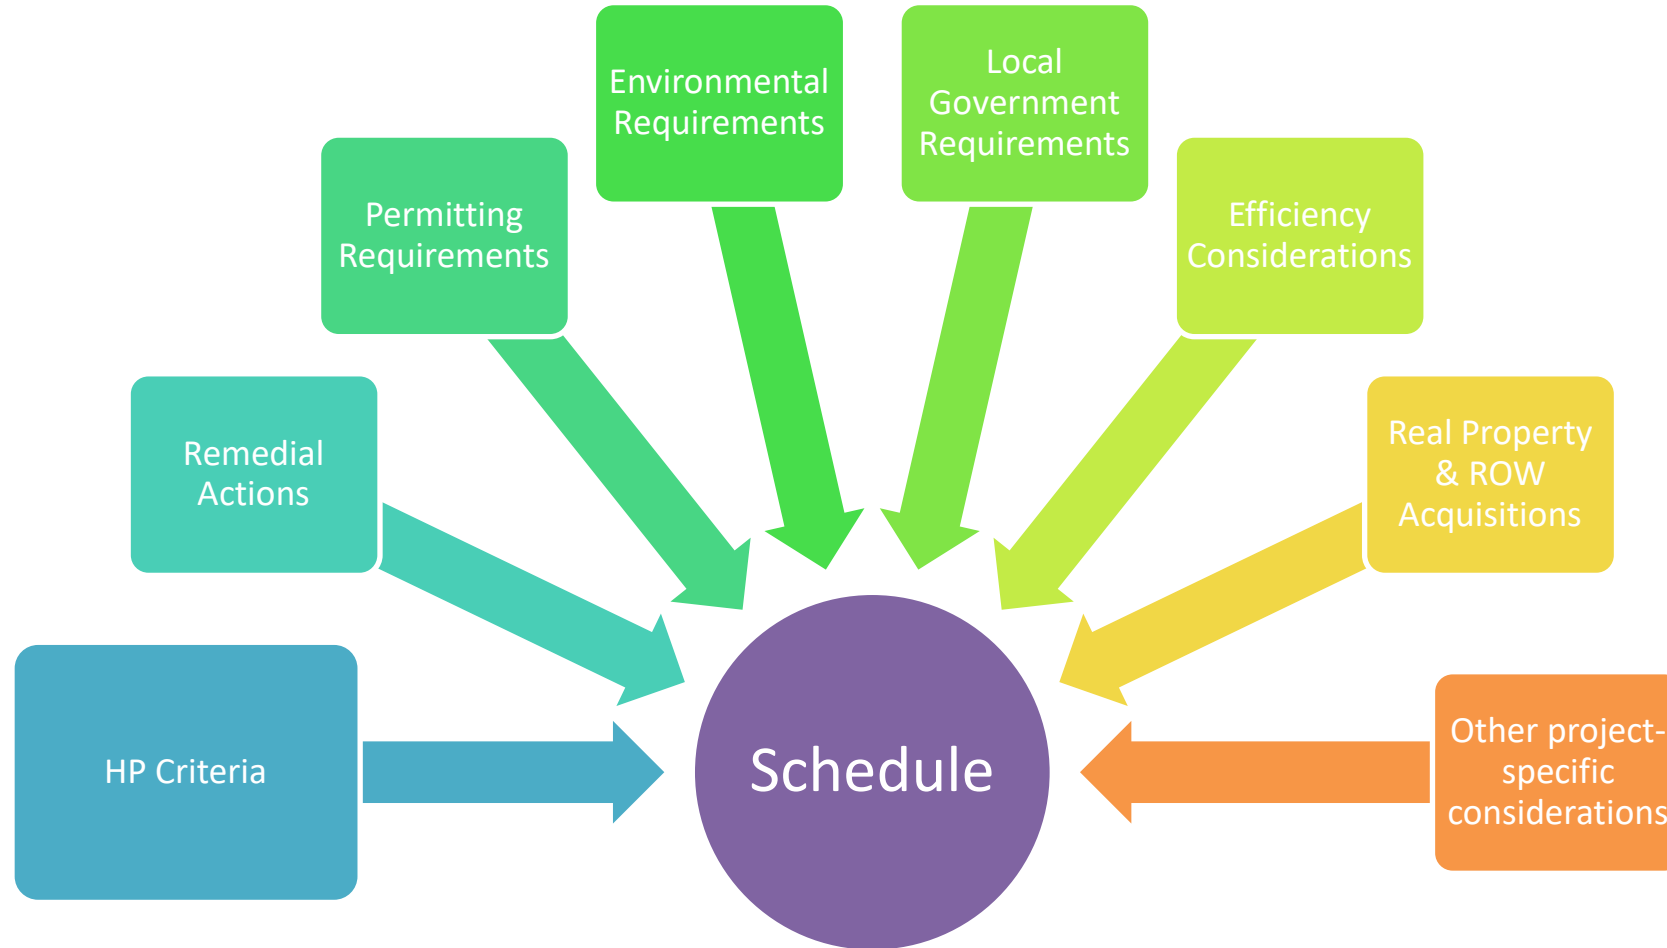 HP Criteria
Remedial
Actions
Permitting
Requirements
Environmental
Requirements
Local
Government
Requirements
Efficiency
Considerations
Real Property
& ROW
Acquisitions
Other project-
specific
considerations
Schedule